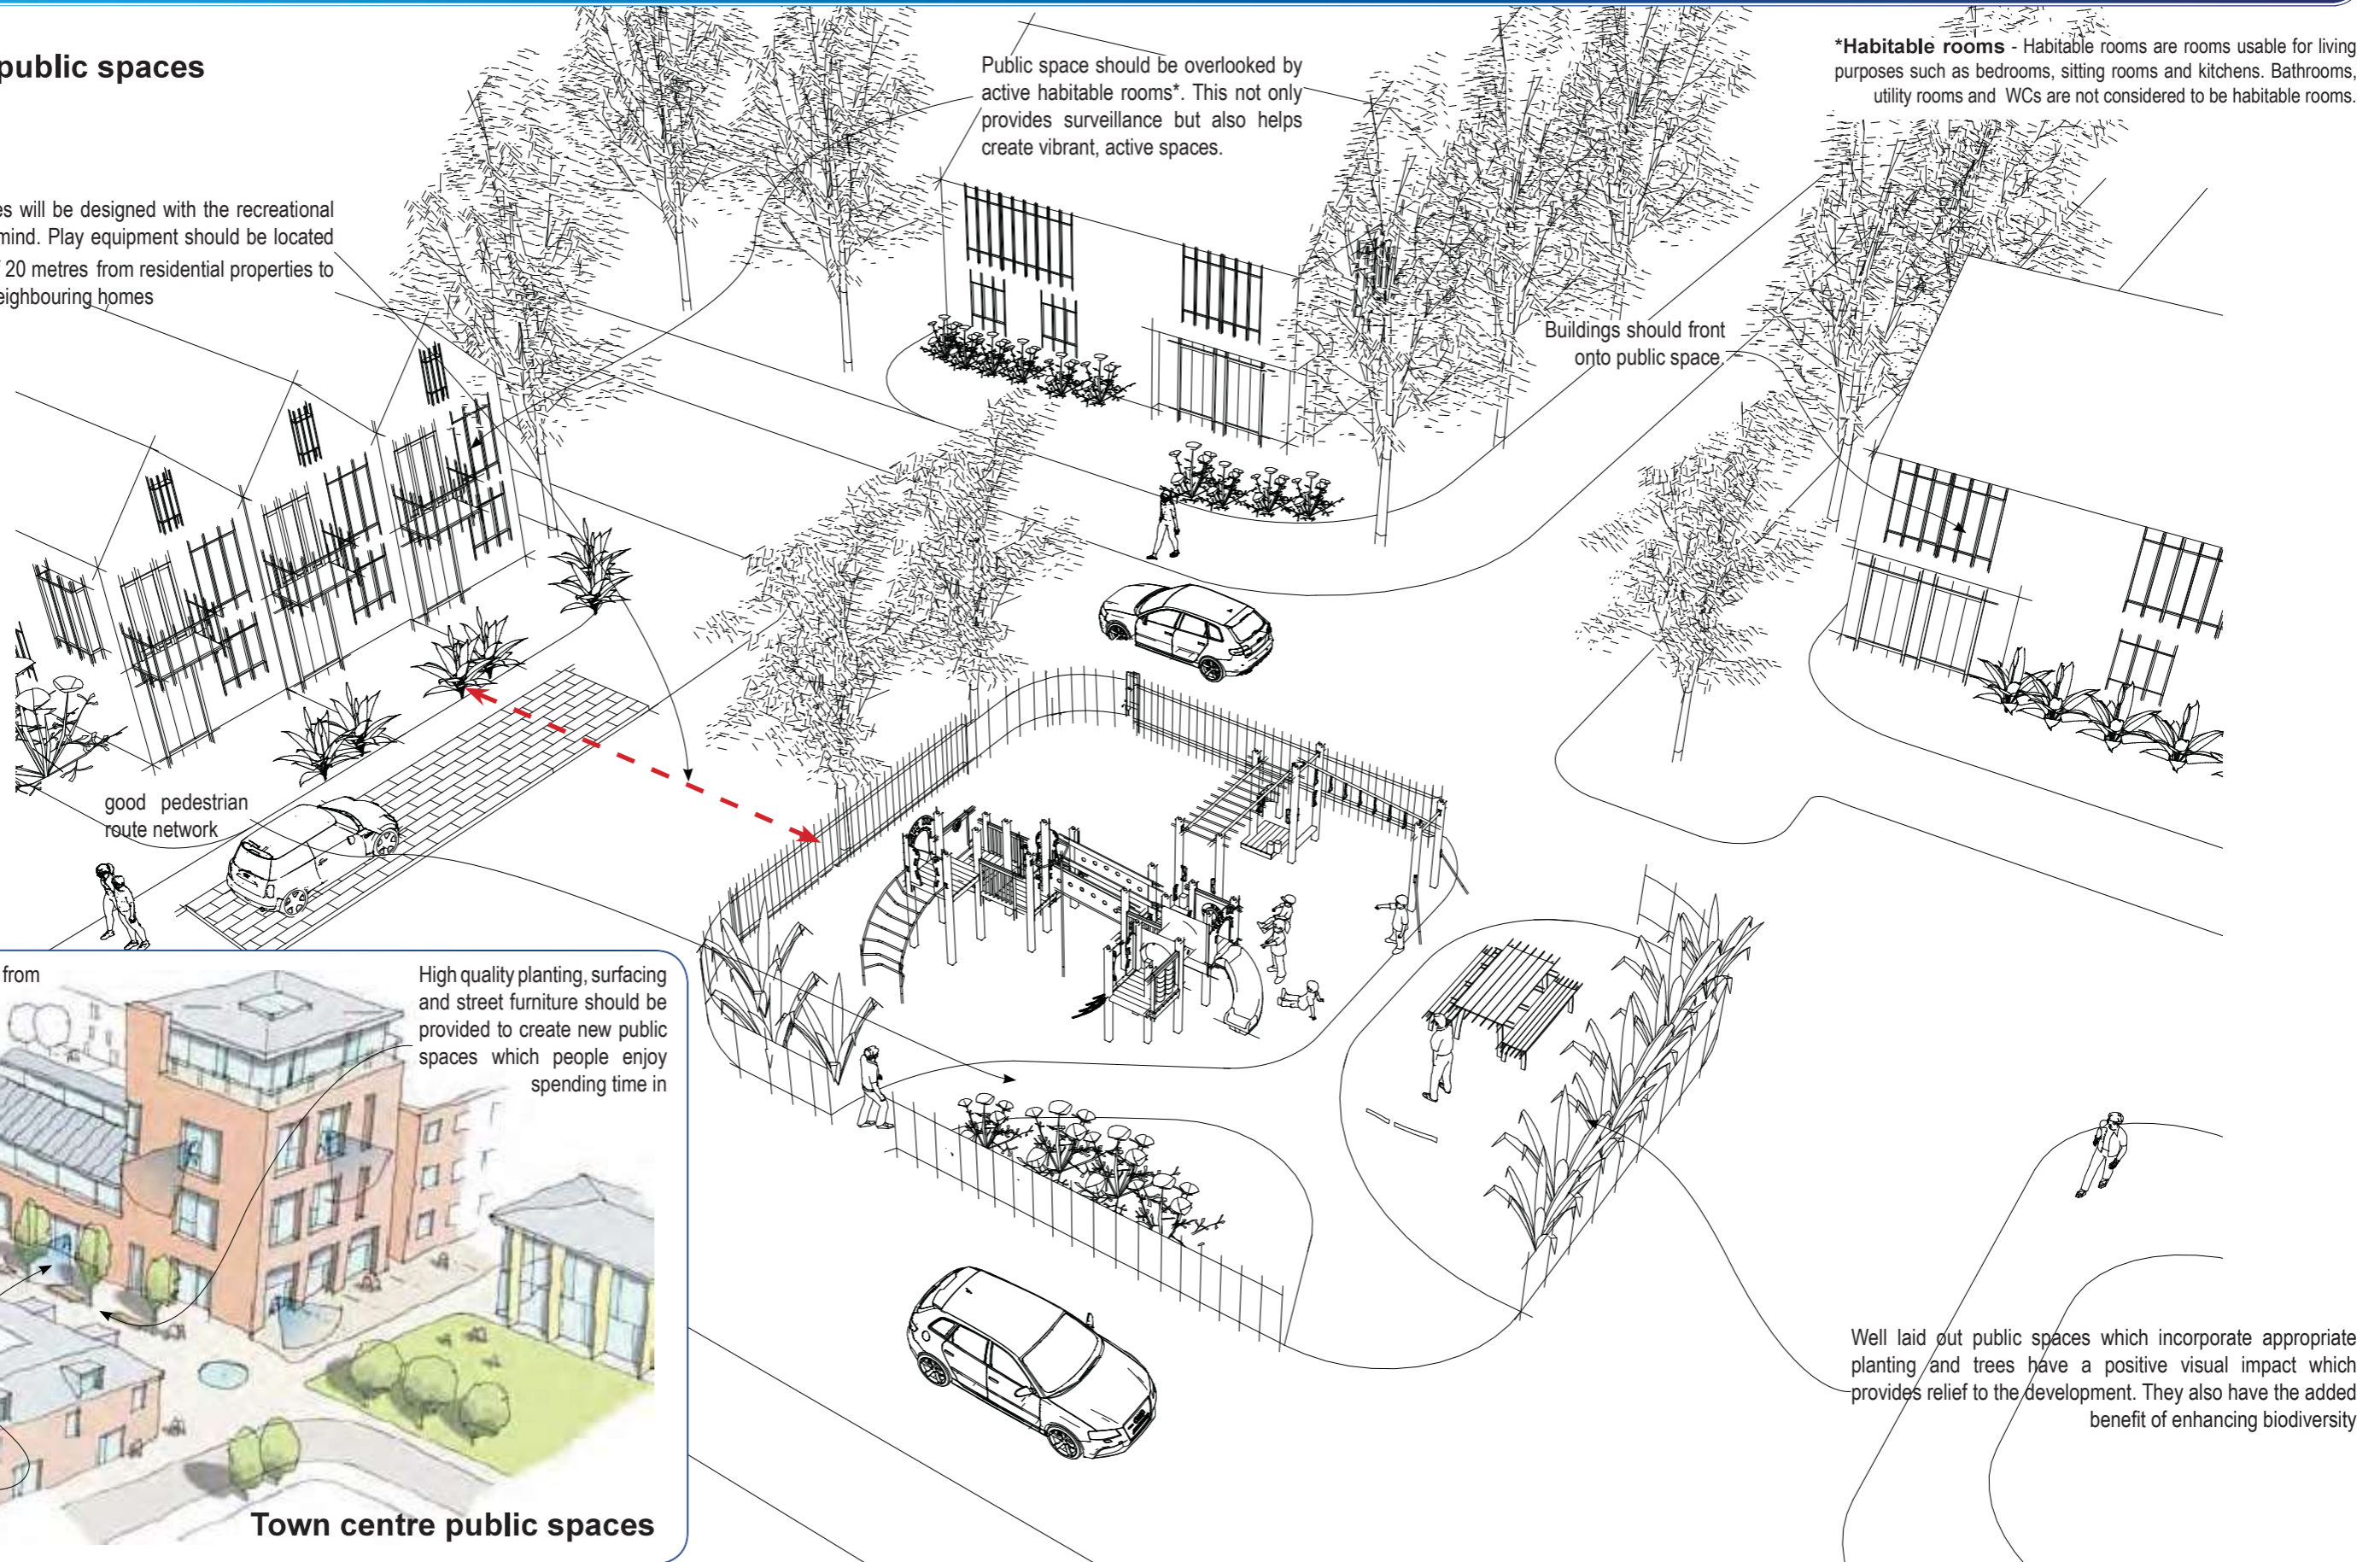 public spaces
es will be designed with the recreational
mind. Play equipment should be located
20 metres from residential properties to
eighbouring homes
Public space should be overlooked by
active habitable rooms*. This not only
provides surveillance but also helps
create vibrant, active spaces.
*Habitable rooms - Habitable rooms are rooms usable for living
purposes such as bedrooms, sitting rooms and kitchens. Bathrooms,
utility rooms and WCs are not considered to be habitable rooms.
Buildings should front
onto public space.
good pedestrian
route network
from
High quality planting, surfacing
and street furniture should be
provided to create new public
spaces which people enjoy
spending time in
Town centre public spaces
Well laid out public spaces which incorporate appropriate
planting and trees have a positive visual impact which
provides relief to the development. They also have the added
benefit of enhancing biodiversity